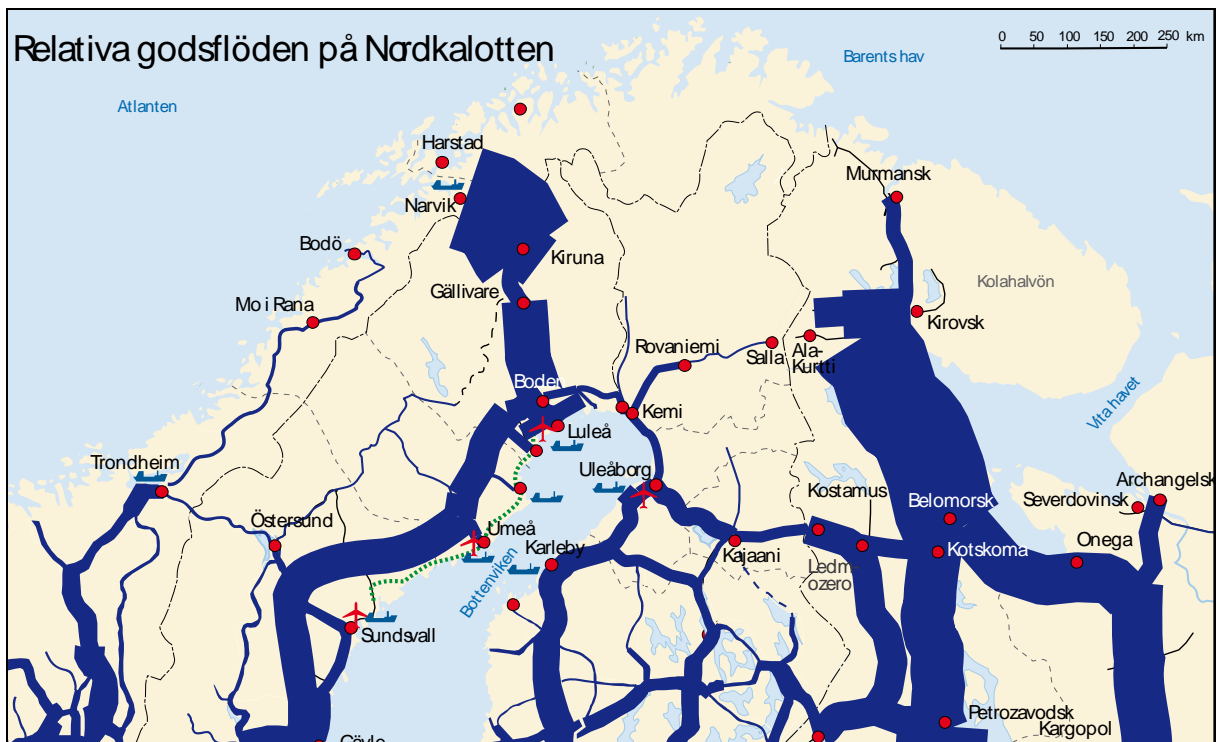 Relativa godsflöden på Nordkalotten
0 50 100 150 200 250 km
Barents hav
Atlanten
Harstad
Murmansk
Narvik
Bodö
Kiruna
Kolahalvön
Gällivare
Mo i Rana
Kirovsk
Rovaniemi
Salla
Ala-
Kurtti
Boden
Kemi
Vita havet
Luleå
Trondheim
Uleåborg
Archangelsk
Kostamus
Severdovinsk
Belomorsk
Östersund
Umeå
Karleby
Kajaani
Kotskoma
Onega
Ledm-
ozero
Bottenviken
Sundsvall
Petrozavodsk
Kargopol
Gävle